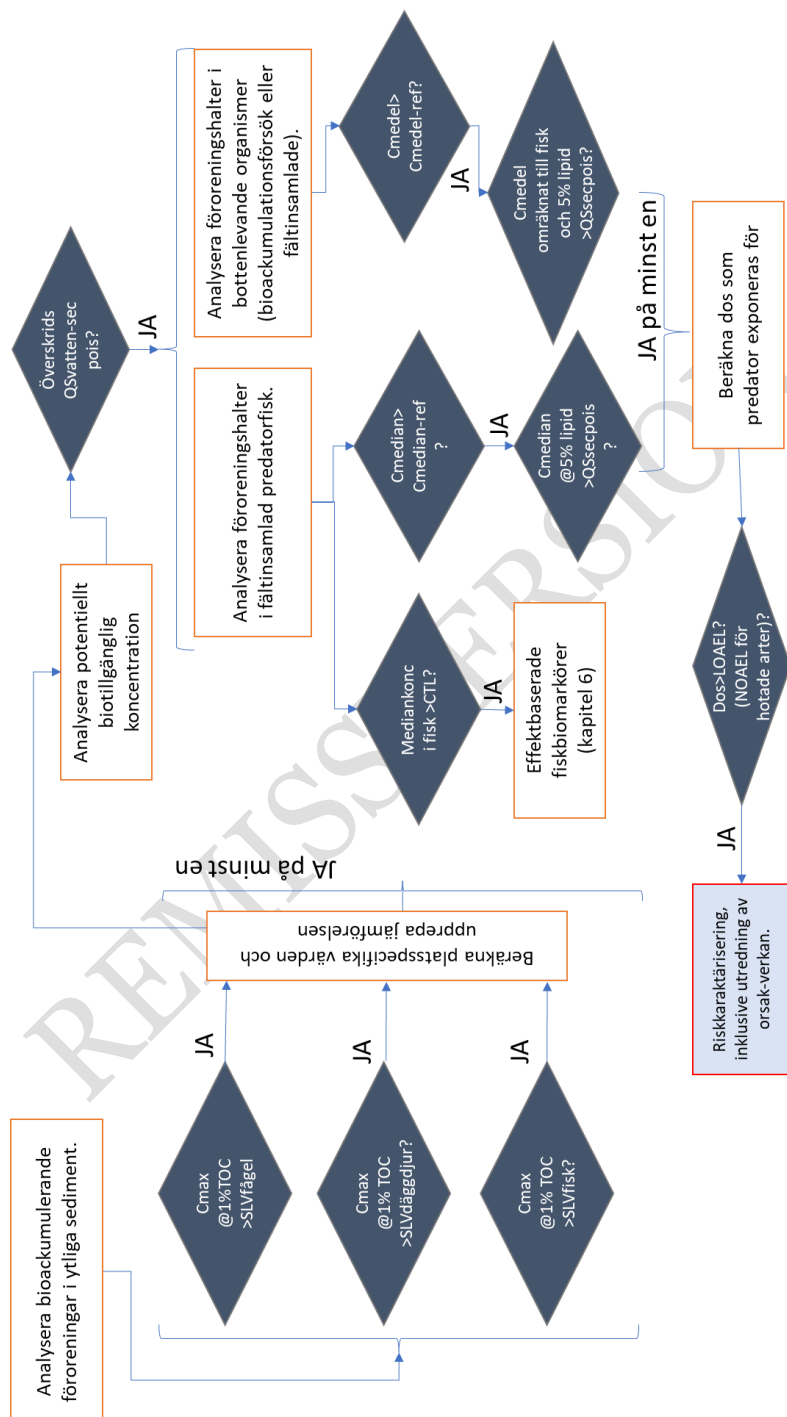 Analysera bioackumulerande
föroreningar i ytliga sediment.
Cmax
@1%TOC
>SLVfågel
Cmax
@1% TOC
>SLVdäggdjur?
Cmax
@1% TOC
>SLVfisk?
JA
JA
JA
Beräkna platsspecifika värden och
upprepa jämförelsen
JA på minst en
Analysera potentiellt
biotillgänglig
koncentration
Överskrids
QSvatten-sec
pois?
JA
Analysera föroreningshalter
i fältinsamlad predatorfisk.
Analysera föroreningshalter i
bottenlevande organismer
(bioackumulationsförsök eller
fältinsamlade).
Mediankonc
i fisk >CTL?
JA
Effektbaserade
fiskbiomarkörer
(kapitel 6)
Cmedian>
Cmedian-ref
?
JA
Cmedian
@5% lipid
>QSsecpois
?
Cmedel>
Cmedel-ref?
JA
Cmedel
omräknat till fisk
och 5% lipid
>QSsecpois?
JA på minst en
Beräkna dos som
predator exponeras för
Dos>LOAEL?
(NOAEL för
hotade arter)?
JA
Riskkaraktärisering,
inklusive utredning av
orsak-verkan.
REMISSVERSION